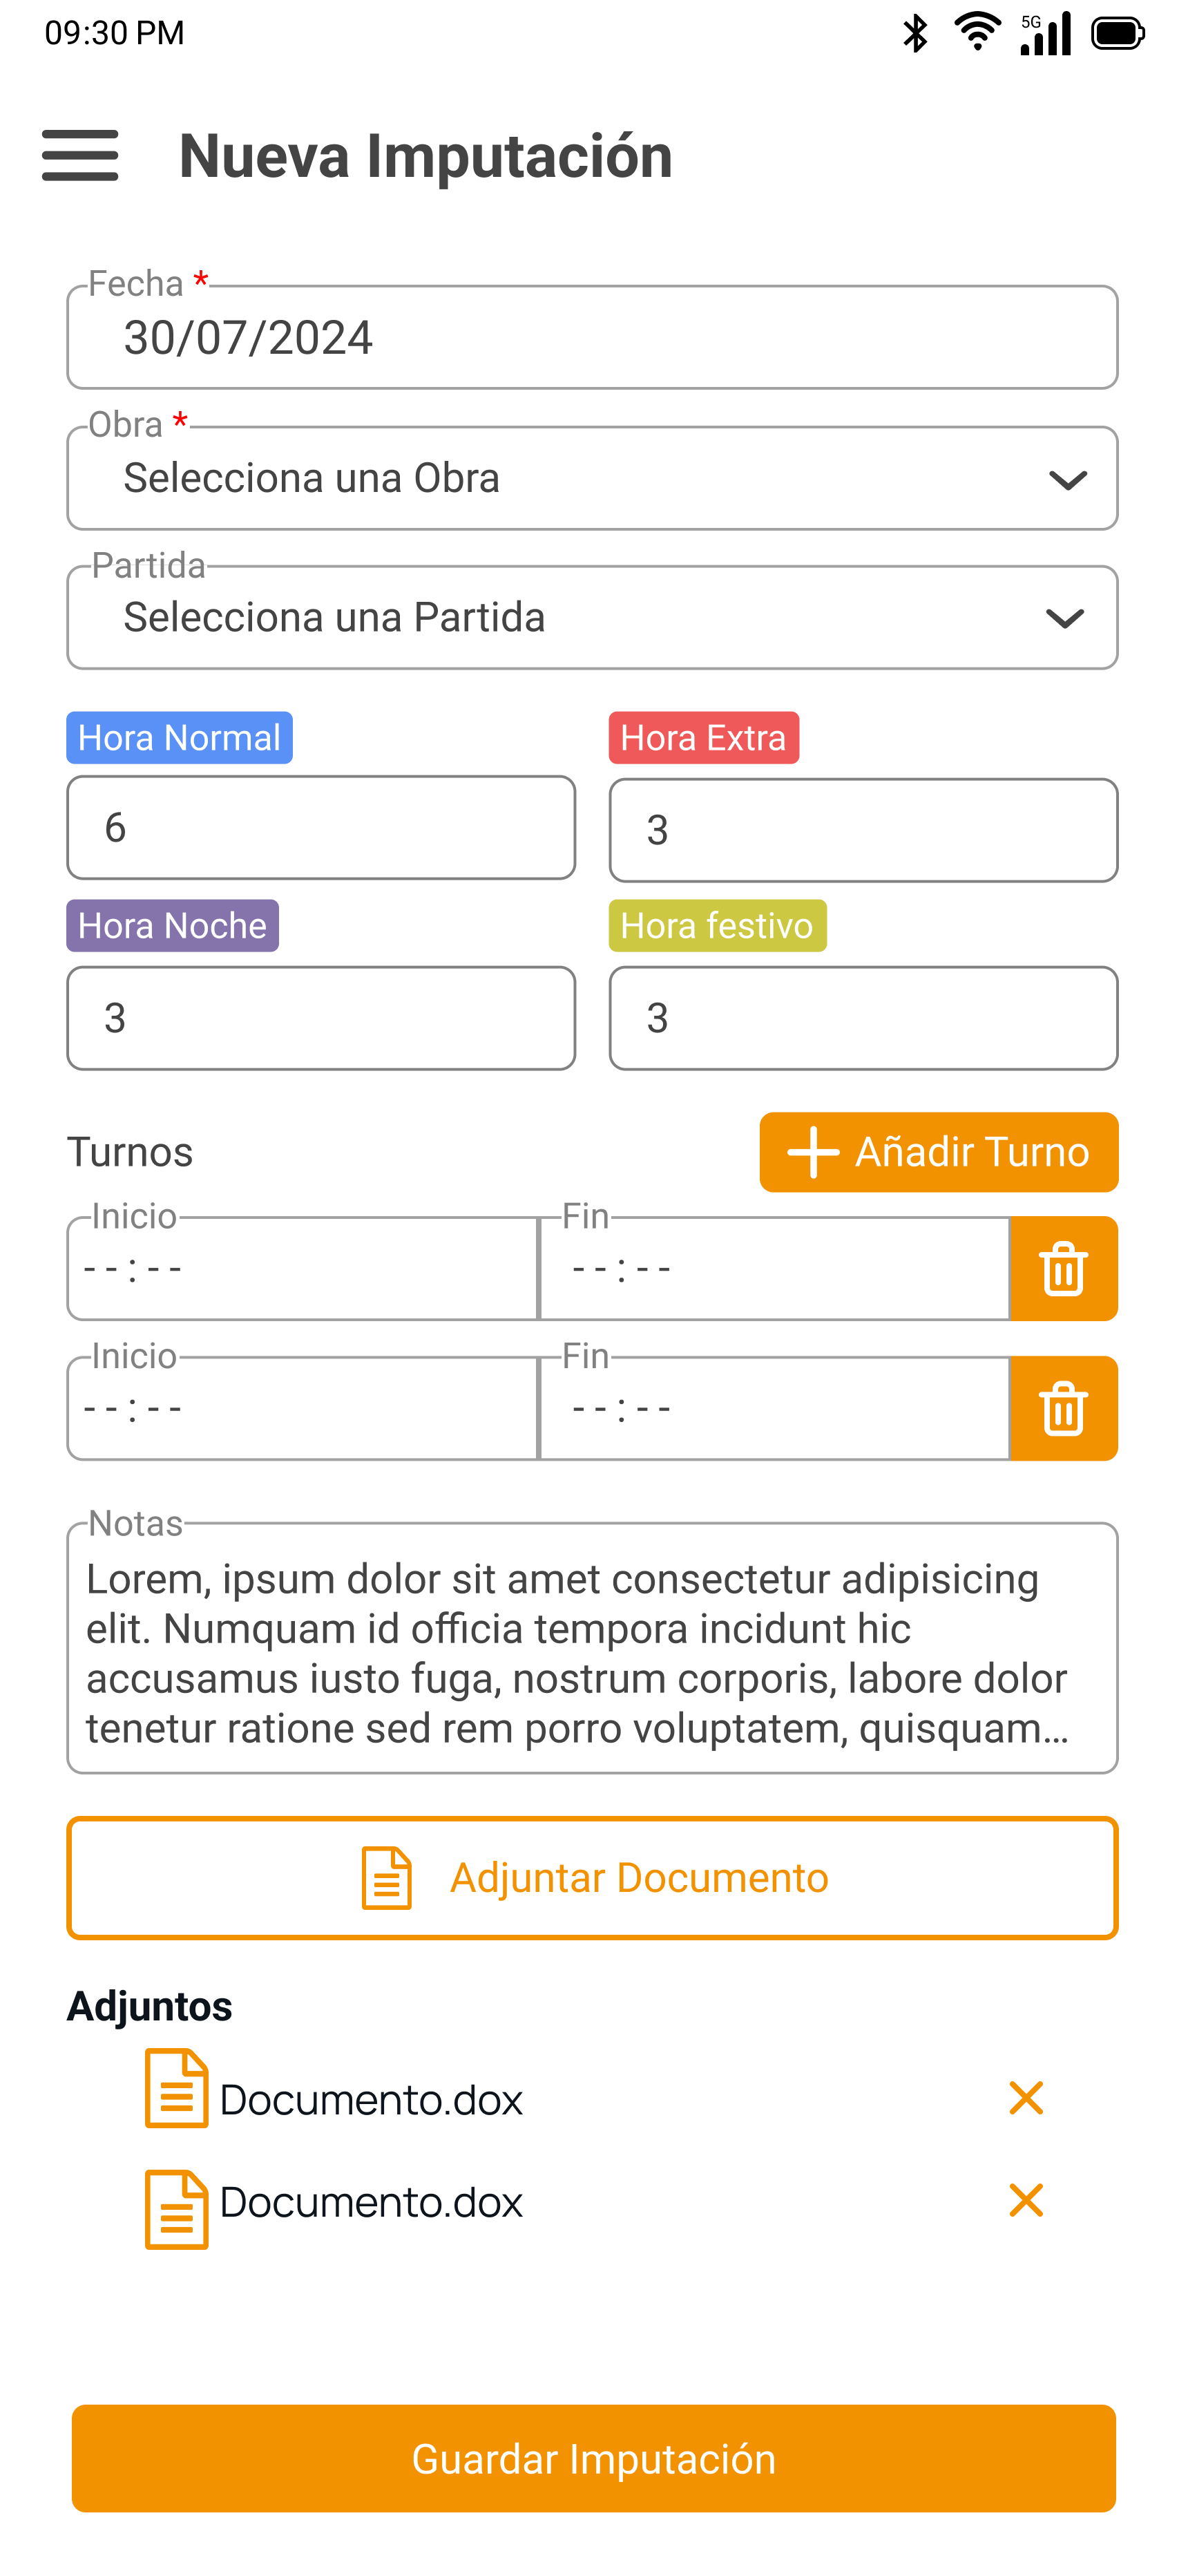 09:30 PM
5G
Nueva Imputación
Fecha *
30/07/2024
Obra *
Selecciona una Obra
Partida
Selecciona una Partida
Hora Normal
Hora Extra
6
3
Hora Noche
Hora festivo
3
3
Turnos
Añadir Turno
Inicio
Fin
- - : - -
- - : - -
Inicio
Fin
- - : - -
- - : - -
Notas
Lorem, ipsum dolor sit amet consectetur adipisicing
elit. Numquam id officia tempora incidunt hic
accusamus iusto fuga, nostrum corporis, labore dolor
tenetur ratione sed rem porro voluptatem, quisquam...
Adjuntar Documento
Adjuntos
Documento.dox
Documento.dox
Guardar Imputación